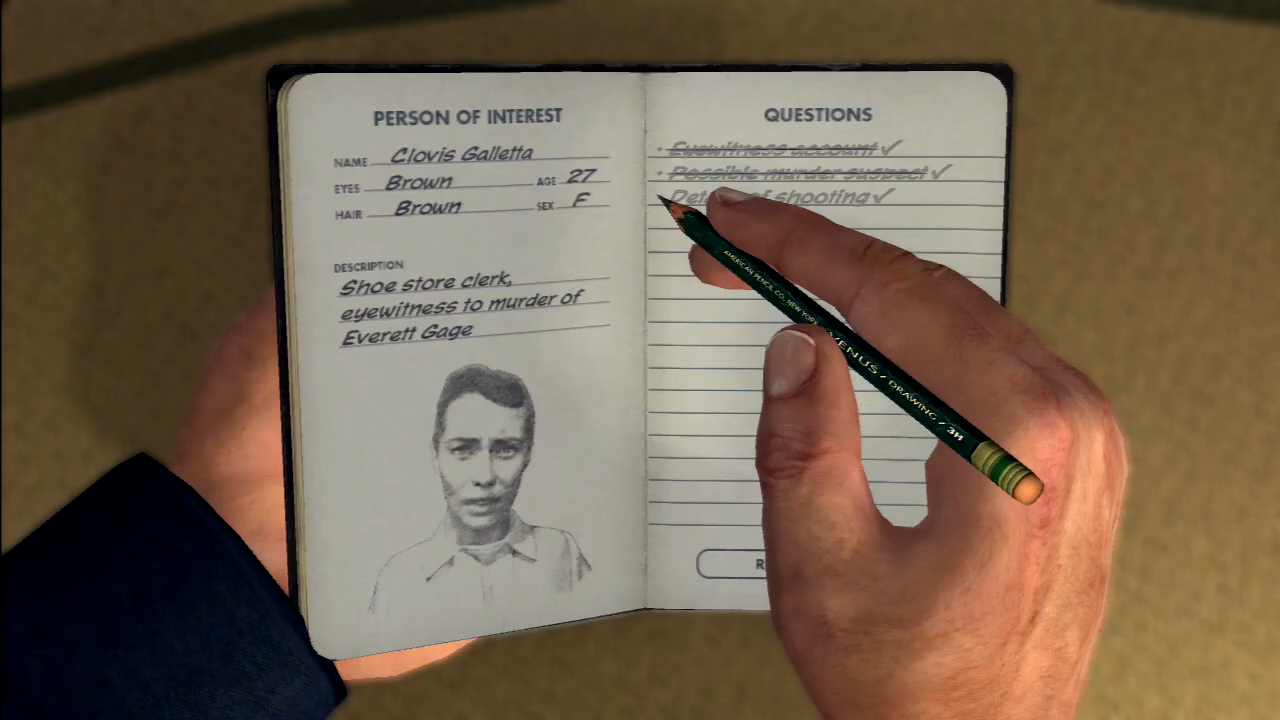 PERSON OF INTEREST
NAME Clovis Galletta
EYES Brown AGE 27
HAIR Brown SEX F
DESCRIPTION
Shoe store clerk,
eyewitness to murder of
Everett Gage
QUESTIONS
· Eyewitness account ✓
· Possible murder suspect ✓
of shooting ✓
AMERICAN PENCIL CO. NEW YORK VENUS / DRAWING / 3H